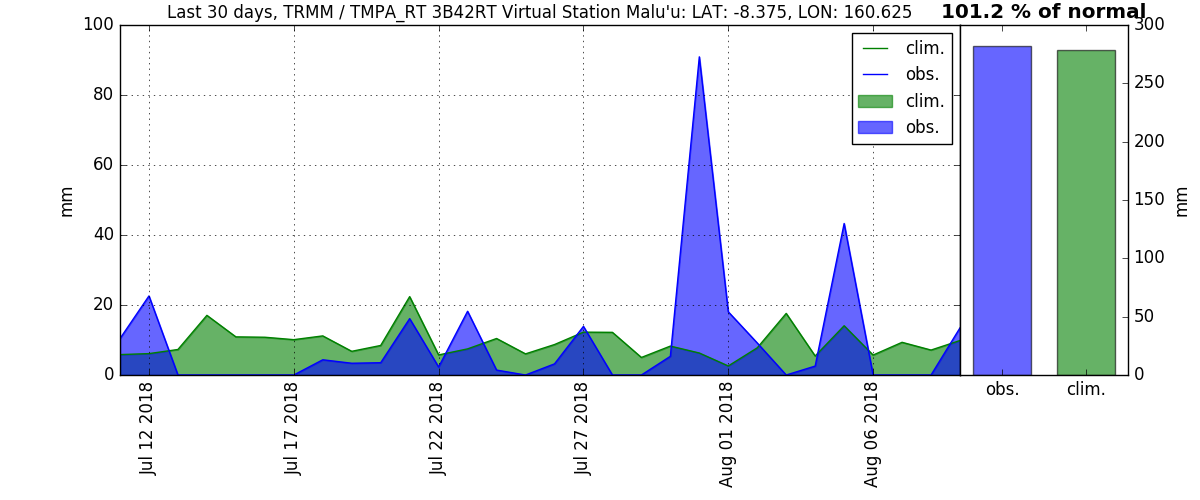 Last 30 days, TRMM / TMPA_RT 3B42RT Virtual Station Malu'u: LAT: -8.375, LON: 160.625
101.2 % of normal
mm
100
80
60
40
20
0
clim.
obs.
clim.
obs.
Jul 12 2018
Jul 17 2018
Jul 22 2018
Jul 27 2018
Aug 01 2018
Aug 06 2018
300
250
200
150
100
50
0
mm
obs.
clim.